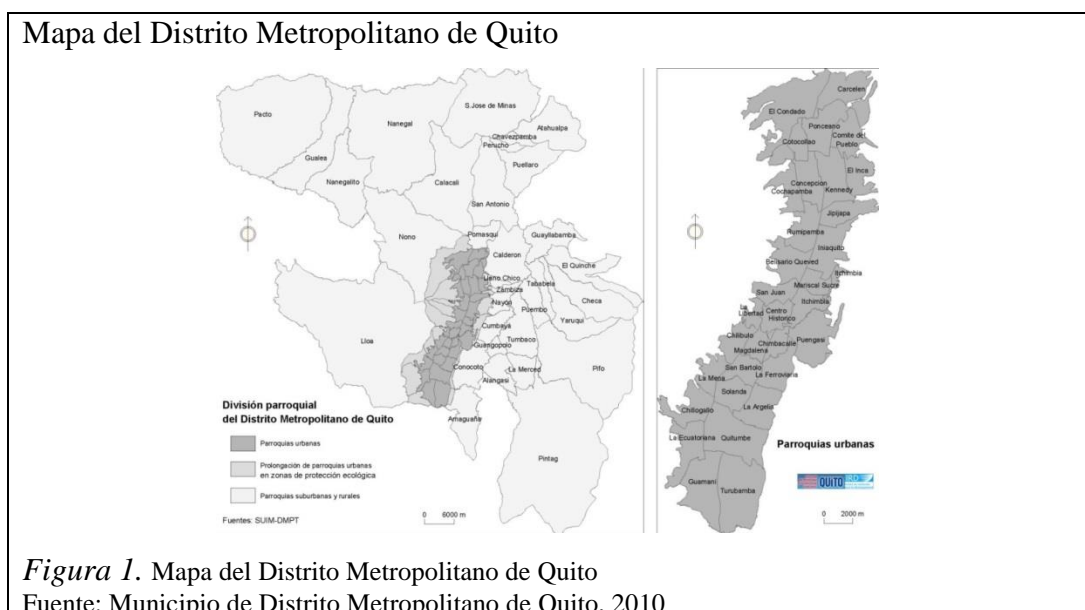 Mapa del Distrito Metropolitano de Quito
Pacto
Nanegal
S.Jose de Minas
Atahualpa
Chavezpamba
Perucho
Gualea
Puellaro
Nanegalito
Calacali
San Antonio
Nono
Pomasqui
Guayllabamba
Calderon
El Quinche
Llano Chico
Tababela
Zambiza
Checa
Nayon
Puembo
Yaruqui
Lloa
Cumbaya
Tumbaco
Guangopolo
Conocoto
La Merced
Pifo
Alangasi
Amaguaña
Pintag
División parroquial
del Distrito Metropolitano de Quito
Parroquias urbanas
Prolongación de parroquias urbanas
en zonas de protección ecológica
Parroquias suburbanas y rurales
Fuentes: SUIM-DMPT
0 6000 m
Carcelen
El Condado
Ponceano
Comite del
Pueblo
Cotocollao
El Inca
Concepcion
Cochapamba
Kennedy
Jipijapa
Rumipamba
Iniaquito
Belisario Queved
Itchimbia
Mariscal Sucre
San Juan
Itchimbia
La
Libertad
Centro
Historico
Chilibulo
Chimbacalle
Puengasi
Magdalena
San Bartolo
La Ferroviaria
La Mena
Solanda
La Argelia
Chillogallo
La Ecuatoriana
Quitumbe
Parroquias urbanas
Guamani
Turubamba
QUITO
IRD
0 2000 m
Figura 1. Mapa del Distrito Metropolitano de Quito
Fuente: Municipio de Distrito Metropolitano de Quito, 2010